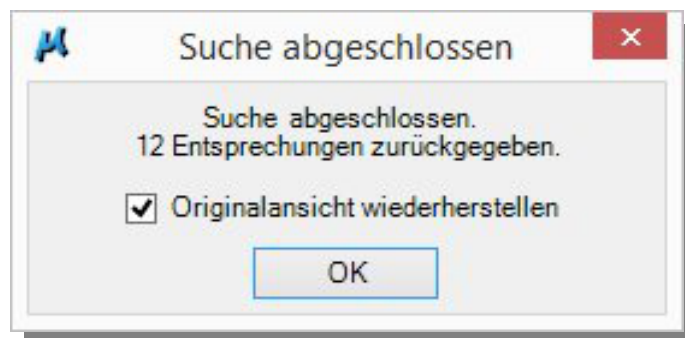 Suche abgeschlossen
Suche abgeschlossen.
12 Entsprechungen zurückgegeben.
Originalansicht wiederherstellen
OK